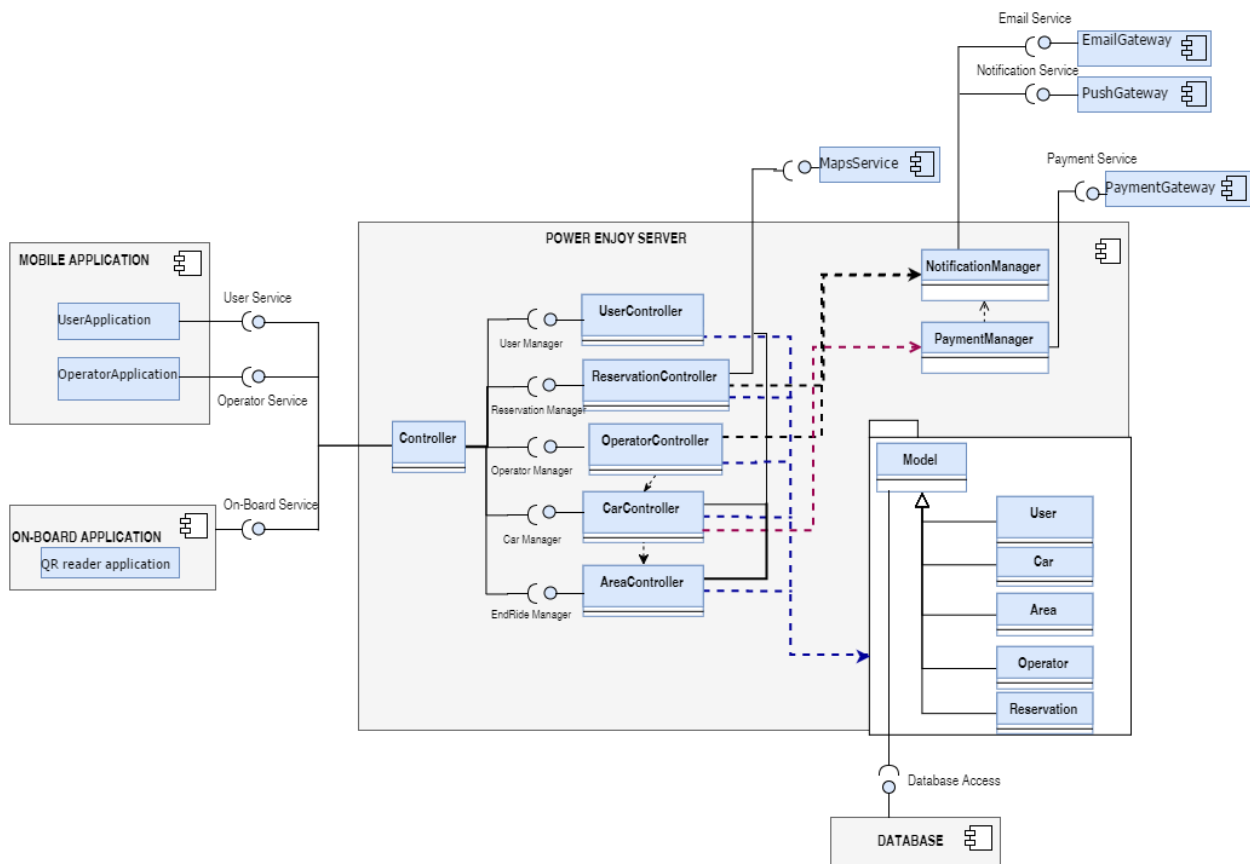 Email Service
EmailGateway
Notification Service
PushGateway
MapsService
Payment Service
PaymentGateway
POWER ENJOY SERVER
MOBILE APPLICATION
UserApplication
OperatorApplication
User Service
Operator Service
On-Board Service
ON-BOARD APPLICATION
QR reader application
Controller
User Manager
Reservation Manager
Operator Manager
Car Manager
EndRide Manager
UserController
ReservationController
OperatorController
CarController
AreaController
NotificationManager
PaymentManager
Model
User
Car
Area
Operator
Reservation
Database Access
DATABASE